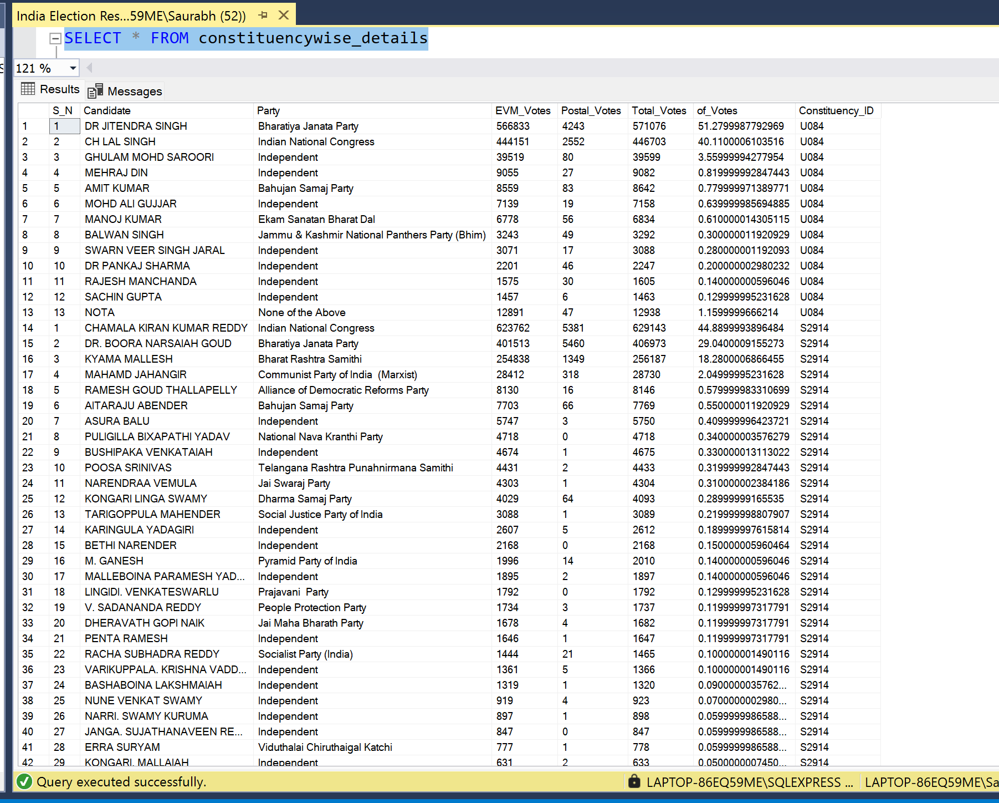 India Election Res...59ME\Saurabh (52))
SELECT * FROM constituencywise_details
121 %
Results Messages
S_N Candidate Party EVM_Votes Postal_Votes Total_Votes of_Votes Constituency_ID
1 1 DR JITENDRA SINGH Bharatiya Janata Party 566833 4243 571076 51.2799987792969 U084
2 2 CH LAL SINGH Indian National Congress 444151 2552 446703 40.1100006103516 U084
3 3 GHULAM MOHD SAROORI Independent 39519 80 39599 3.55999994277954 U084
4 4 MEHRAJ DIN Independent 9055 27 9082 0.819999992847443 U084
5 5 AMIT KUMAR Bahujan Samaj Party 8559 83 8642 0.779999971389771 U084
6 6 MOHD ALI GUJJAR Independent 7139 19 7158 0.639999985694885 U084
7 7 MANOJ KUMAR Ekam Sanatan Bharat Dal 6778 56 6834 0.610000014305115 U084
8 8 BALWAN SINGH Jammu & Kashmir National Panthers Party (Bhim) 3243 49 3292 0.300000011920929 U084
9 9 SWARN VEER SINGH JARAL Independent 3071 17 3088 0.280000001192093 U084
10 10 DR PANKAJ SHARMA Independent 2201 46 2247 0.200000002980232 U084
11 11 RAJESH MANCHANDA Independent 1575 30 1605 0.140000000596046 U084
12 12 SACHIN GUPTA Independent 1457 6 1463 0.129999995231628 U084
13 13 NOTA None of the Above 12891 47 12938 1.1599999666214 U084
14 1 CHAMALA KIRAN KUMAR REDDY Indian National Congress 623762 5381 629143 44.8899993896484 S2914
15 2 DR. BOORA NARSAIAH GOUD Bharatiya Janata Party 401513 5460 406973 29.0400009155273 S2914
16 3 KYAMA MALLESH Bharat Rashtra Samithi 254838 1349 256187 18.2800006866455 S2914
17 4 MAHAMD JAHANGIR Communist Party of India  (Marxist) 28412 318 28730 2.04999995231628 S2914
18 5 RAMESH GOUD THALLAPELLY Alliance of Democratic Reforms Party 8130 16 8146 0.579999983310699 S2914
19 6 AITARAJU ABENDER Bahujan Samaj Party 7703 66 7769 0.550000011920929 S2914
20 7 ASURA BALU Independent 5747 3 5750 0.409999996423721 S2914
21 8 PULIGILLA BIXAPATHI YADAV National Nava Kranthi Party 4718 0 4718 0.340000003576279 S2914
22 9 BUSHIPAKA VENKATAIAH Independent 4674 1 4675 0.330000013113022 S2914
23 10 POOSA SRINIVAS Telangana Rashtra Punahnirmana Samithi 4431 2 4433 0.319999992847443 S2914
24 11 NARENDRAA VEMULA Jai Swaraj Party 4303 1 4304 0.310000002384186 S2914
25 12 KONGARI LINGA SWAMY Dharma Samaj Party 4029 64 4093 0.28999999165535 S2914
26 13 TARIGOPPULA MAHENDER Social Justice Party of India 3088 1 3089 0.219999998807907 S2914
27 14 KARINGULA YADAGIRI Independent 2607 5 2612 0.189999997615814 S2914
28 15 BETHI NARENDER Independent 2168 0 2168 0.150000005960464 S2914
29 16 M. GANESH Pyramid Party of India 1996 14 2010 0.140000000596046 S2914
30 17 MALLEBOINA PARAMESH YAD... Independent 1895 2 1897 0.140000000596046 S2914
31 18 LINGIDI. VENKATESWARLU Prajavani  Party 1792 0 1792 0.129999995231628 S2914
32 19 V. SADANANDA REDDY People Protection Party 1734 3 1737 0.119999997317791 S2914
33 20 DHERAVATH GOPI NAIK Jai Maha Bharath Party 1678 4 1682 0.119999997317791 S2914
34 21 PENTA RAMESH Independent 1646 1 1647 0.119999997317791 S2914
35 22 RACHA SUBHADRA REDDY Socialist Party (India) 1444 21 1465 0.100000001490116 S2914
36 23 VARIKUPPALA. KRISHNA VADD... Independent 1361 5 1366 0.100000001490116 S2914
37 24 BASHABOINA LAKSHMAIAH Independent 1319 1 1320 0.0900000035762... S2914
38 25 NUNE VENKAT SWAMY Independent 919 4 923 0.0700000002980... S2914
39 26 NARRI. SWAMY KURUMA Independent 897 1 898 0.0599999986588... S2914
40 27 JANGA. SUJATHANAVEEN RE... Independent 847 0 847 0.0599999986588... S2914
41 28 ERRA SURYAM Viduthalai Chiruthaigal Katchi 777 1 778 0.0599999986588... S2914
42 29 KONGARI. MALLAIAH Independent 631 2 633 0.0500000007450... S2914
Query executed successfully. LAPTOP-86EQ59ME\SQLEXPRESS ... LAPTOP-86EQ59ME\Sa